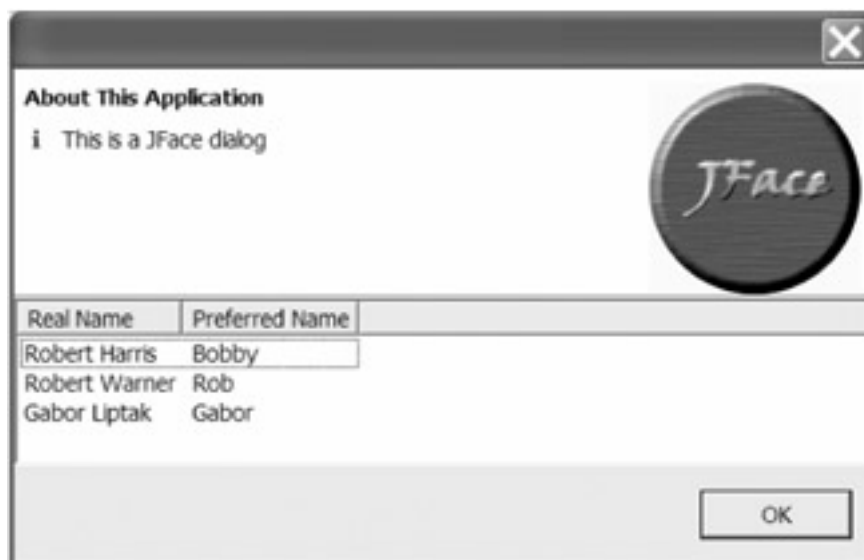 About This Application
i This is a JFace dialog
JFace
Real Name Preferred Name
Robert Harris Bobby
Robert Warner Rob
Gabor Liptak Gabor
OK